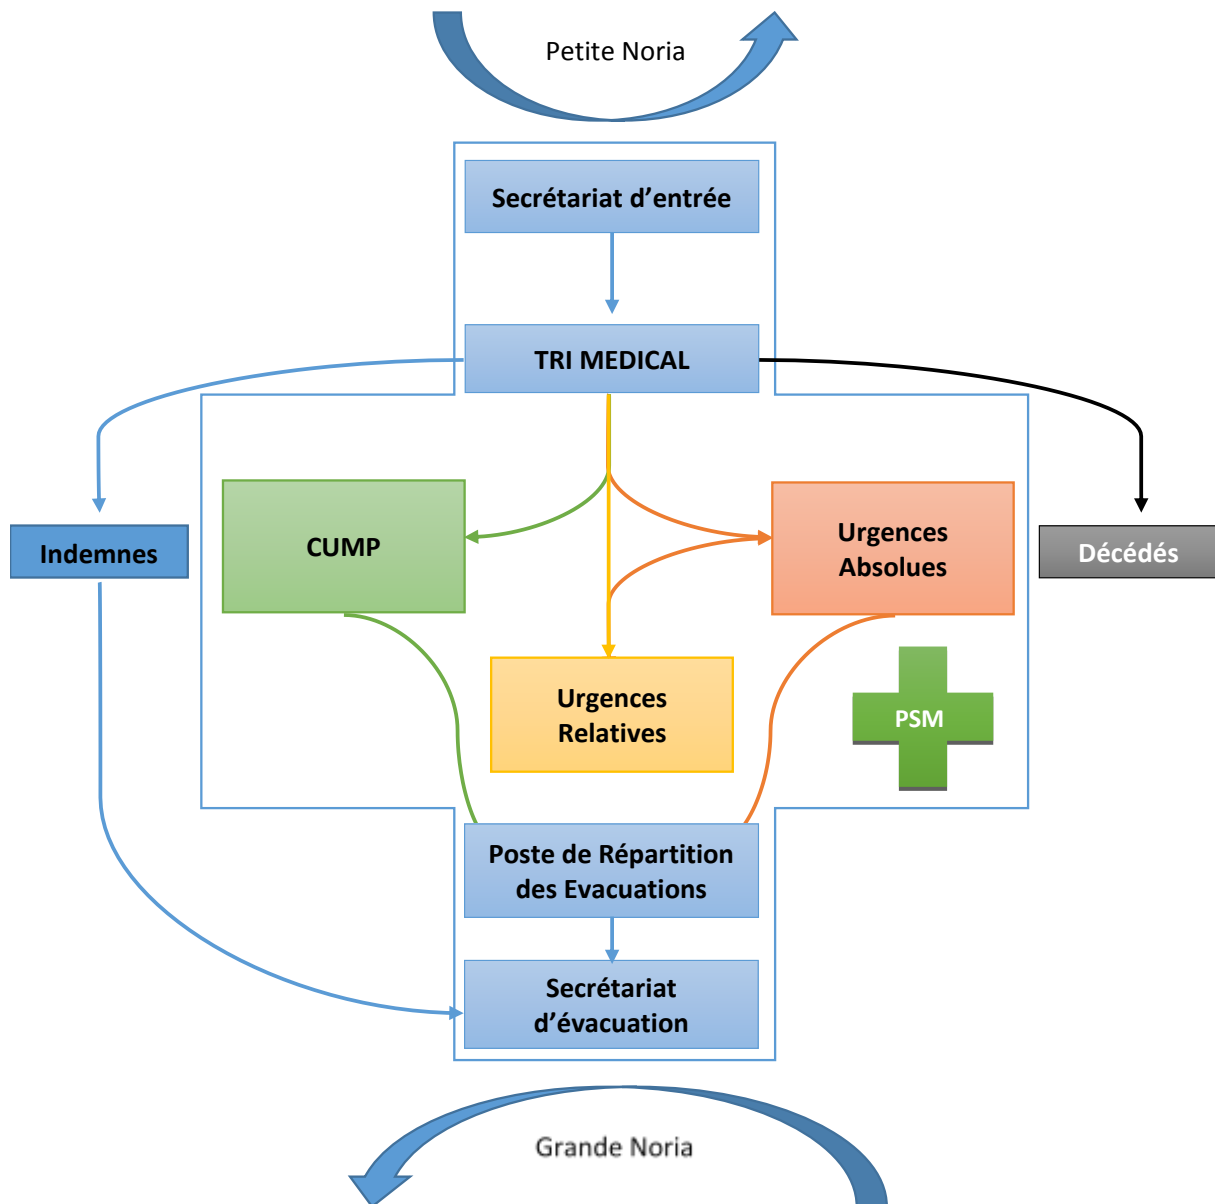 Petite Noria
Secrétariat d’entrée
TRI MEDICAL
CUMP
Urgences
Absolues
Indemnes
Décédés
Urgences
Relatives
PSM
Poste de Répartition
des Evacuations
Secrétariat
d’évacuation
Grande Noria